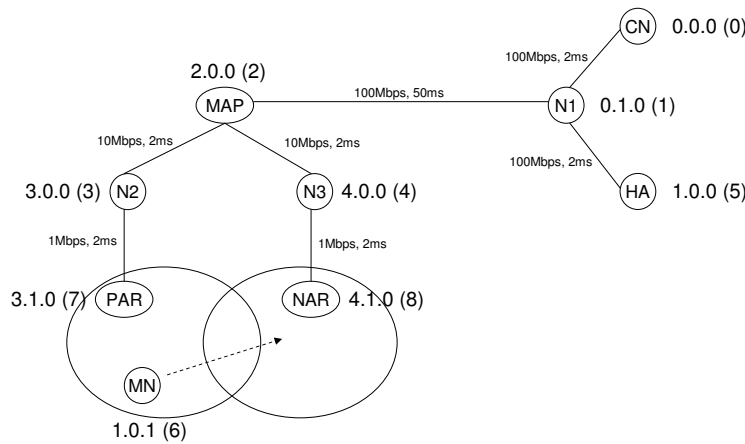 CN 0.0.0 (0)
100Mbps, 2ms
2.0.0 (2)
100Mbps, 50ms
MAP
N1 0.1.0 (1)
10Mbps, 2ms
10Mbps, 2ms
100Mbps, 2ms
3.0.0 (3) N2
N3 4.0.0 (4)
HA 1.0.0 (5)
1Mbps, 2ms
1Mbps, 2ms
3.1.0 (7) PAR
NAR 4.1.0 (8)
MN
1.0.1 (6)